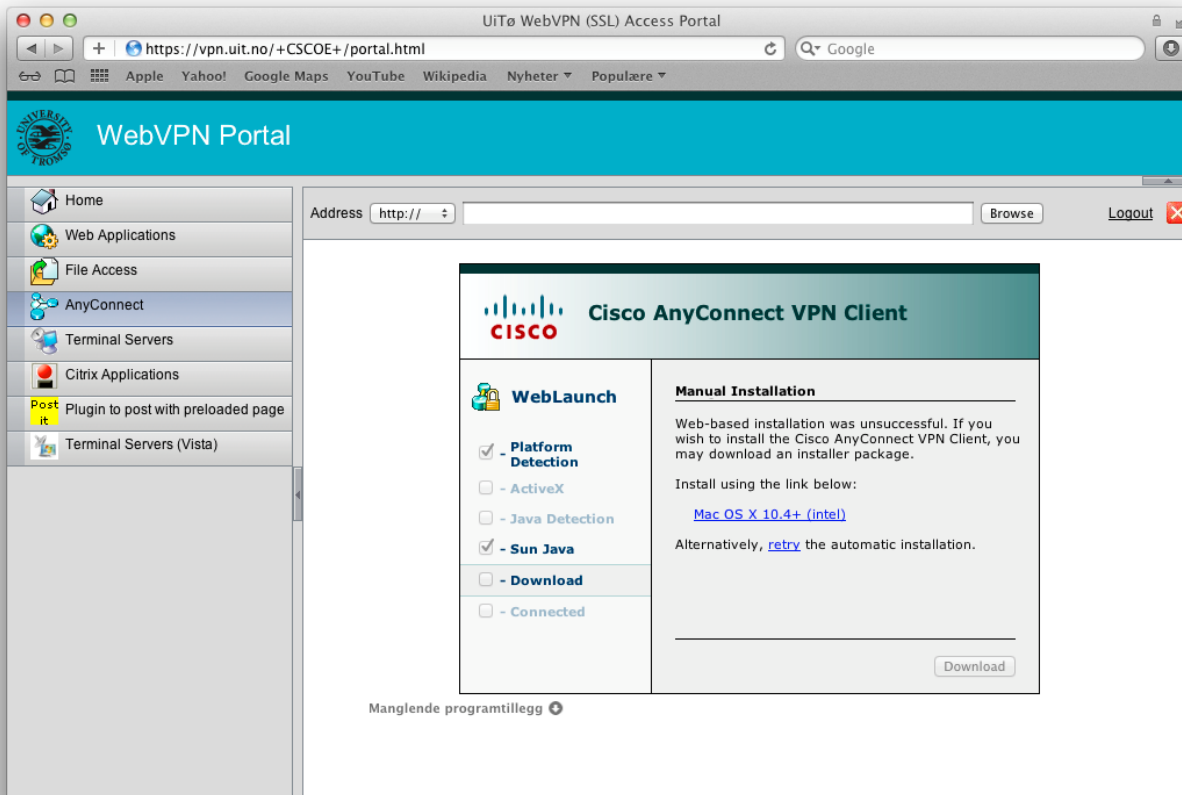 UiTø WebVPN (SSL) Access Portal
https://vpn.uit.no/+CSCOE+/portal.html
Google
Apple Yahoo! Google Maps YouTube Wikipedia Nyheter Populære
UNIVERSITY OF TROMSØ
WebVPN Portal
Home
Web Applications
File Access
AnyConnect
Terminal Servers
Citrix Applications
Post it
Plugin to post with preloaded page
Terminal Servers (Vista)
Address http:// Browse Logout
CISCO
Cisco AnyConnect VPN Client
WebLaunch
- Platform
Detection
- ActiveX
- Java Detection
- Sun Java
- Download
- Connected
Manual Installation
Web-based installation was unsuccessful. If you
wish to install the Cisco AnyConnect VPN Client, you
may download an installer package.
Install using the link below:
Mac OS X 10.4+ (intel)
Alternatively, retry the automatic installation.
Download
Manglende programtillegg